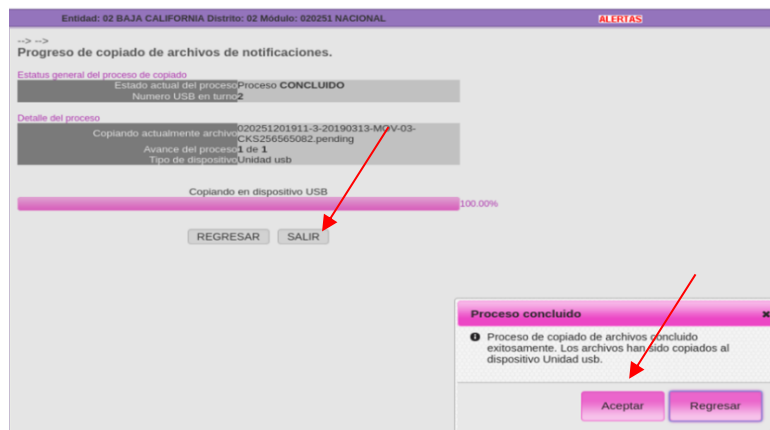 Entidad: 02 BAJA CALIFORNIA Distrito: 02 Módulo: 020251 NACIONAL
ALERTAS
--> -->
Progreso de copiado de archivos de notificaciones.
Estatus general del proceso de copiado
Estado actual del proceso Proceso CONCLUIDO
Numero USB en turno 2
Detalle del proceso
Copiando actualmente archivo 020251201911-3-20190313-MOV-03-
CKS256565082.pending
Avance del proceso 1 de 1
Tipo de dispositivo Unidad usb
Copiando en dispositivo USB
100.00%
REGRESAR SALIR
Proceso concluido
Proceso de copiado de archivos concluido
exitosamente. Los archivos han sido copiados al
dispositivo Unidad usb.
Aceptar Regresar